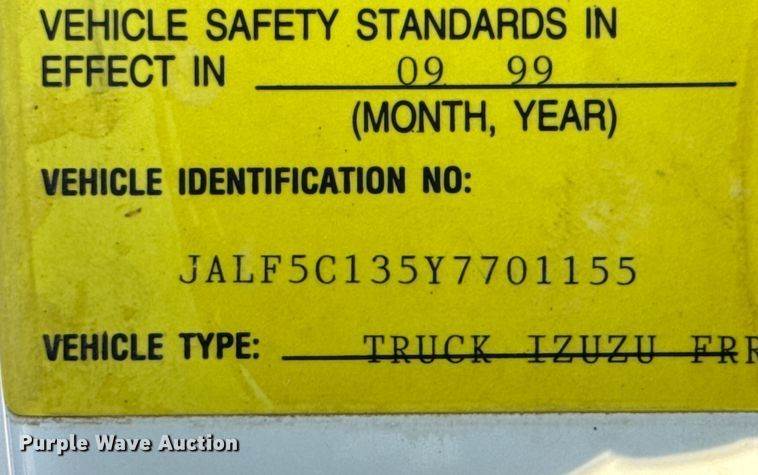 VEHICLE SAFETY STANDARDS IN
EFFECT IN 09 99
(MONTH, YEAR)
VEHICLE IDENTIFICATION NO:
JALF5C135Y7701155
VEHICLE TYPE: TRUCK IZUZU FRR
Purple Wave Auction